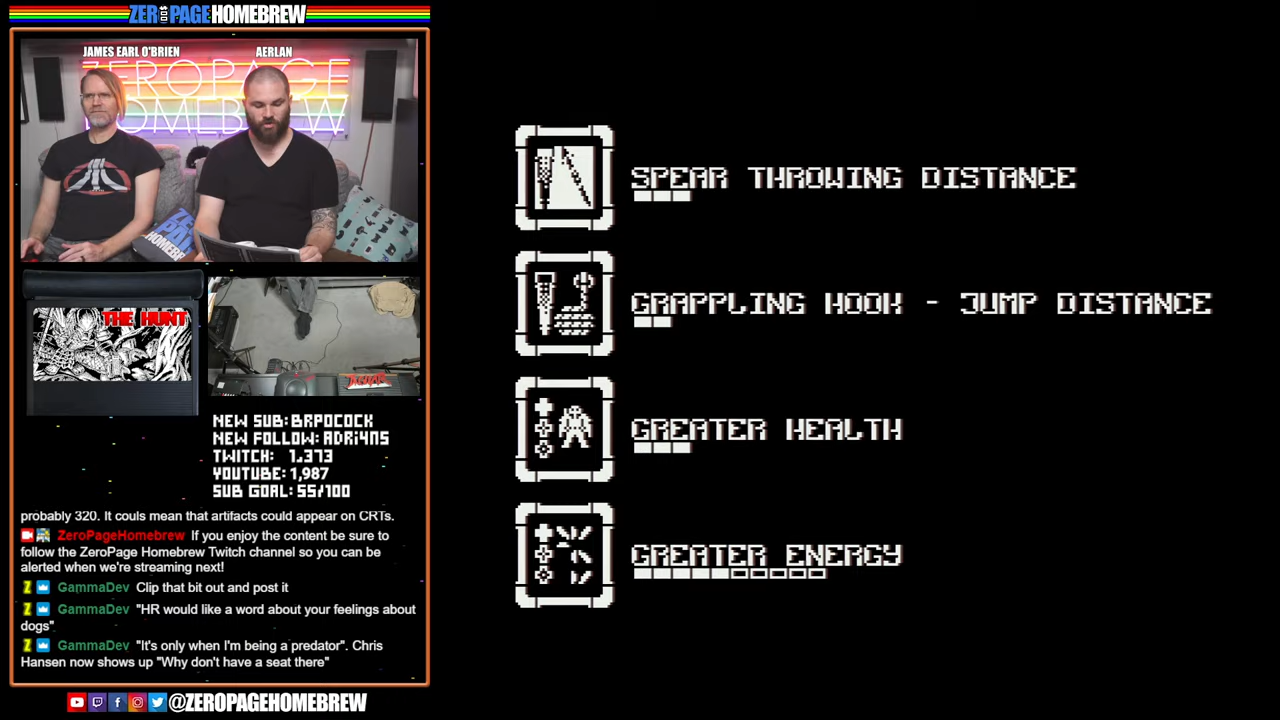 ZEROPAGE HOMEBREW
JAMES EARL O'BRIEN
AERLAN
ZEROPAGE
HOMEBREW
THE HUNT
NEW SUB: BRPOCOCK
NEW FOLLOW: ADRI4NS
TWITCH: 1,373
YOUTUBE: 1,987
SUB GOAL: 55/100
probably 320. It couls mean that artifacts could appear on CRTs.
ZeroPageHomebrew If you enjoy the content be sure to
follow the ZeroPage Homebrew Twitch channel so you can be
alerted when we're streaming next!
GammaDev Clip that bit out and post it
GammaDev "HR would like a word about your feelings about
dogs"
GammaDev "It's only when I'm being a predator". Chris
Hansen now shows up "Why don't have a seat there"
@ZEROPAGEHOMEBREW
SPEAR THROWING DISTANCE
GRAPPLING HOOK - JUMP DISTANCE
GREATER HEALTH
GREATER ENERGY